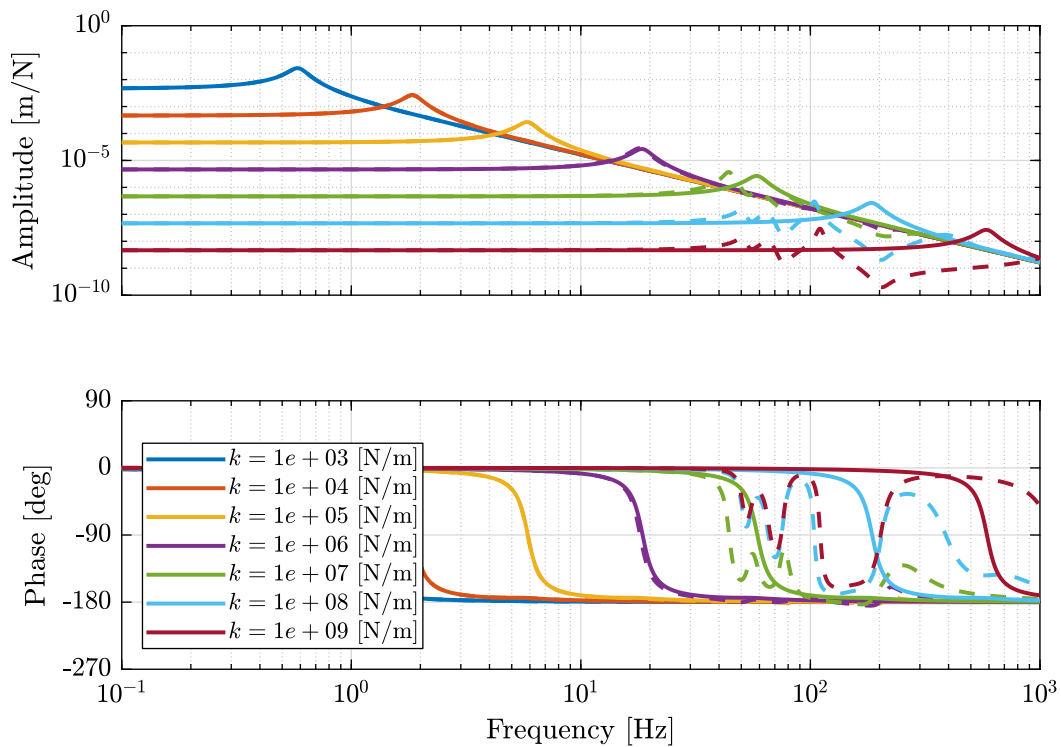 10^0
10^-5
10^-10
Amplitude [m/N]
90
0
-90
-180
-270
Phase [deg]
k = 1e + 03 [N/m]
k = 1e + 04 [N/m]
k = 1e + 05 [N/m]
k = 1e + 06 [N/m]
k = 1e + 07 [N/m]
k = 1e + 08 [N/m]
k = 1e + 09 [N/m]
10^-1 10^0 10^1 10^2 10^3
Frequency [Hz]